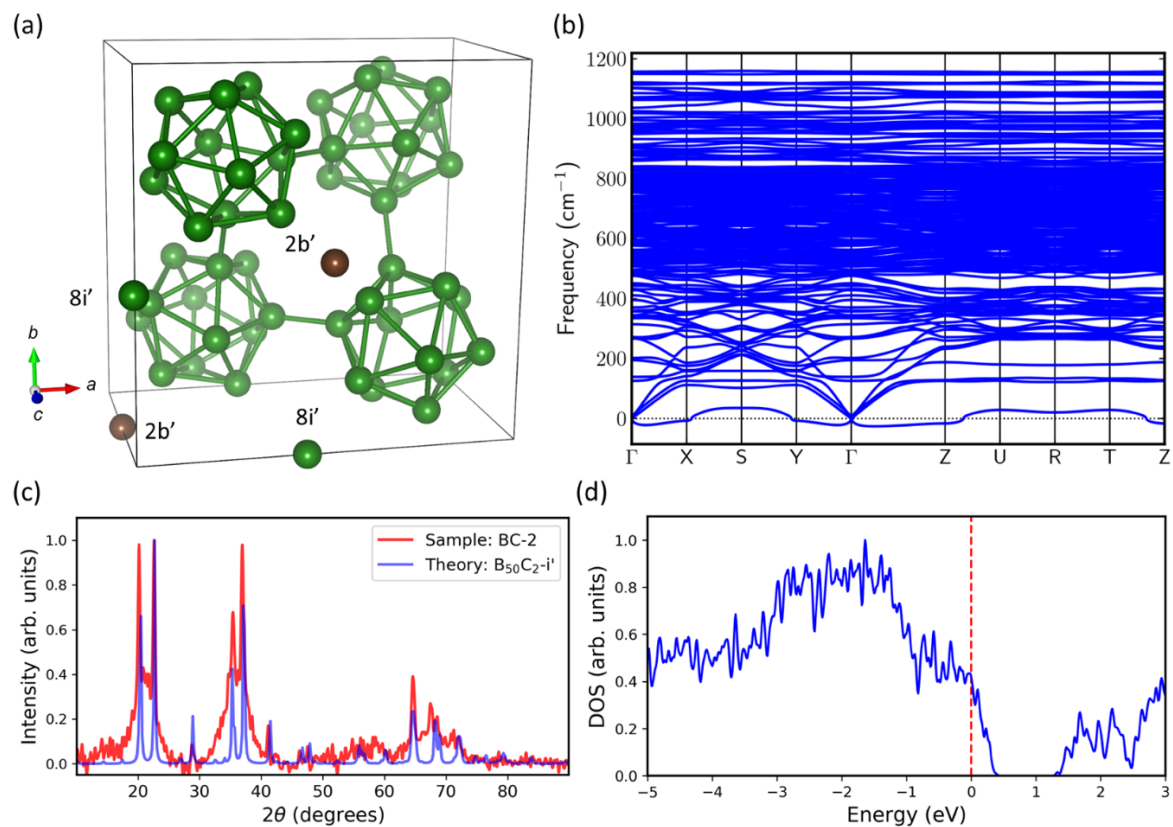 (a)
2b'
8i'
b
a
c
2b'
8i'
(b)
1200
1000
800
600
400
200
0
Frequency (cm⁻¹)
Γ X S Y Γ Z U R T Z
(c)
1.0
0.8
0.6
0.4
0.2
0.0
Intensity (arb. units)
Sample: BC-2
Theory: B₅₀C₂-i'
20 30 40 50 60 70 80
2θ (degrees)
(d)
1.0
0.8
0.6
0.4
0.2
0.0
DOS (arb. units)
−5 −4 −3 −2 −1 0 1 2 3
Energy (eV)